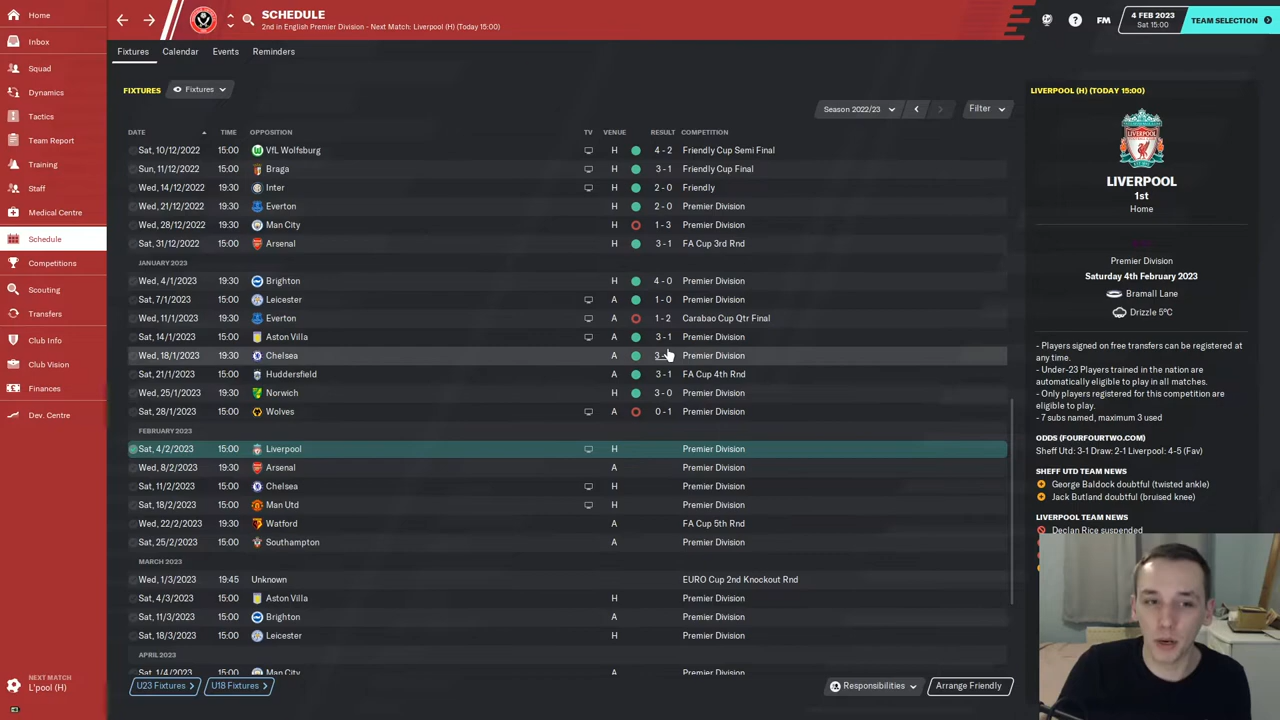 Home
Inbox
Squad
Dynamics
Tactics
Team Report
Training
Staff
Medical Centre
Schedule
Competitions
Scouting
Transfers
Club Info
Club Vision
Finances
Dev. Centre
NEXT MATCH
L'pool (H)
SCHEDULE
2nd in English Premier Division - Next Match: Liverpool (H) (Today 15:00)
FM
4 FEB 2023
Sat 15:00
TEAM SELECTION
Fixtures Calendar Events Reminders
FIXTURES Fixtures
Season 2022/23 Filter
DATE TIME OPPOSITION TV VENUE RESULT COMPETITION
Sat, 10/12/2022 15:00 VfL Wolfsburg H 4 - 2 Friendly Cup Semi Final
Sun, 11/12/2022 15:00 Braga H 3 - 1 Friendly Cup Final
Wed, 14/12/2022 19:30 Inter H 2 - 0 Friendly
Wed, 21/12/2022 19:30 Everton H 2 - 0 Premier Division
Wed, 28/12/2022 19:30 Man City H 1 - 3 Premier Division
Sat, 31/12/2022 15:00 Arsenal H 3 - 1 FA Cup 3rd Rnd
JANUARY 2023
Wed, 4/1/2023 19:30 Brighton H 4 - 0 Premier Division
Sat, 7/1/2023 15:00 Leicester A 1 - 0 Premier Division
Wed, 11/1/2023 19:30 Everton A 1 - 2 Carabao Cup Qtr Final
Sat, 14/1/2023 15:00 Aston Villa A 3 - 1 Premier Division
Wed, 18/1/2023 19:30 Chelsea A 3 - Premier Division
Sat, 21/1/2023 15:00 Huddersfield A 3 - 1 FA Cup 4th Rnd
Wed, 25/1/2023 19:30 Norwich H 3 - 0 Premier Division
Sat, 28/1/2023 15:00 Wolves A 0 - 1 Premier Division
FEBRUARY 2023
Sat, 4/2/2023 15:00 Liverpool H Premier Division
Wed, 8/2/2023 19:30 Arsenal A Premier Division
Sat, 11/2/2023 15:00 Chelsea H Premier Division
Sat, 18/2/2023 15:00 Man Utd H Premier Division
Wed, 22/2/2023 19:30 Watford A FA Cup 5th Rnd
Sat, 25/2/2023 15:00 Southampton A Premier Division
MARCH 2023
Wed, 1/3/2023 19:45 Unknown EURO Cup 2nd Knockout Rnd
Sat, 4/3/2023 15:00 Aston Villa H Premier Division
Sat, 11/3/2023 15:00 Brighton A Premier Division
Sat, 18/3/2023 15:00 Leicester H Premier Division
APRIL 2023
Sat, 1/4/2023 15:00 Man City A Premier Division
U23 Fixtures U18 Fixtures Responsibilities Arrange Friendly
LIVERPOOL (H) (TODAY 15:00)
LIVERPOOL
1st
Home
Premier Division
Saturday 4th February 2023
Bramall Lane
Drizzle 5°C
- Players signed on free transfers can be registered at
any time.
- Under-23 Players trained in the nation are
automatically eligible to play in all matches.
- Only players registered for this competition are
eligible to play.
- 7 subs named, maximum 3 used
ODDS (FOURFOURTWO.COM)
Sheff Utd: 3-1 Draw: 2-1 Liverpool: 4-5 (Fav)
SHEFF UTD TEAM NEWS
George Baldock doubtful (twisted ankle)
Jack Butland doubtful (bruised knee)
LIVERPOOL TEAM NEWS
Declan Rice suspended